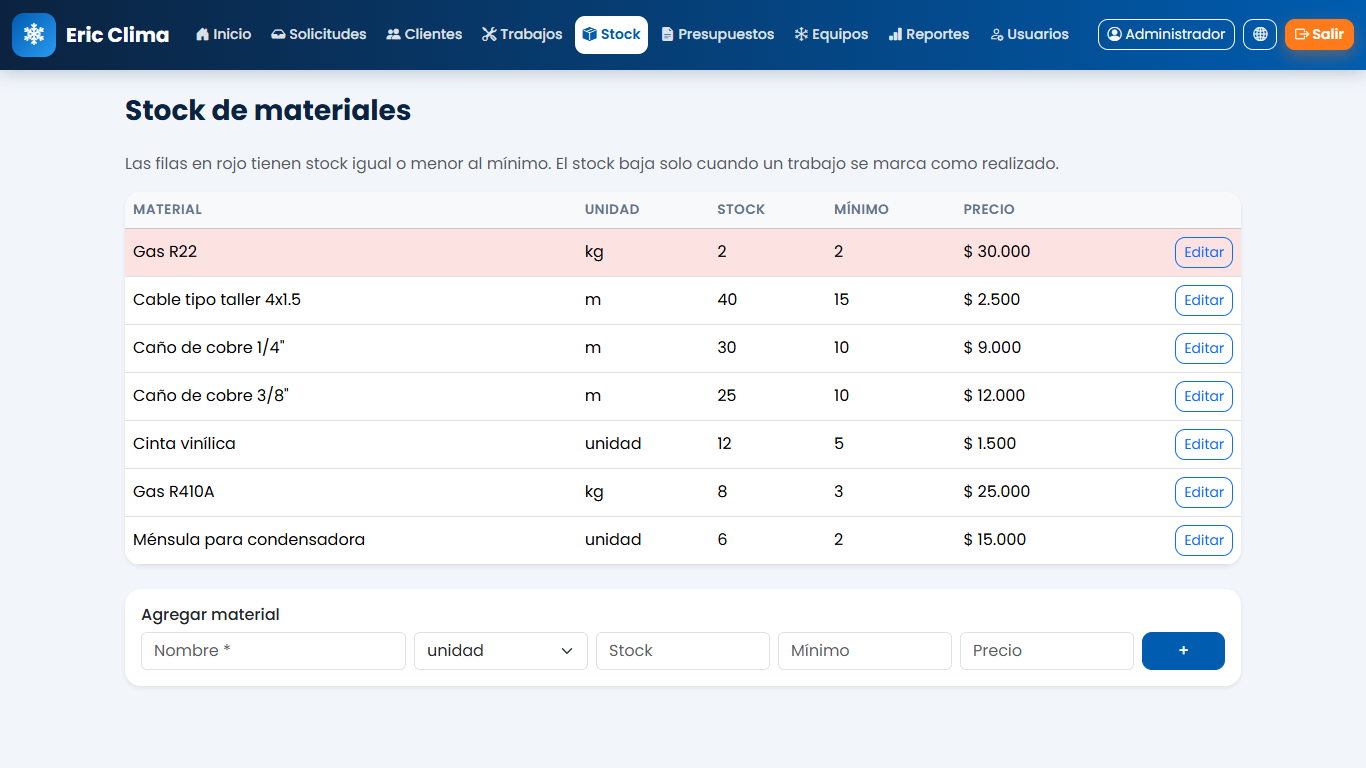 Eric Clima Inicio Solicitudes Clientes Trabajos Stock Presupuestos Equipos Reportes Usuarios Administrador Salir
Stock de materiales
Las filas en rojo tienen stock igual o menor al mínimo. El stock baja solo cuando un trabajo se marca como realizado.
MATERIAL UNIDAD STOCK MÍNIMO PRECIO
Gas R22 kg 2 2 $ 30.000 Editar
Cable tipo taller 4x1.5 m 40 15 $ 2.500 Editar
Caño de cobre 1/4" m 30 10 $ 9.000 Editar
Caño de cobre 3/8" m 25 10 $ 12.000 Editar
Cinta vinílica unidad 12 5 $ 1.500 Editar
Gas R410A kg 8 3 $ 25.000 Editar
Ménsula para condensadora unidad 6 2 $ 15.000 Editar
Agregar material
Nombre * unidad Stock Mínimo Precio +